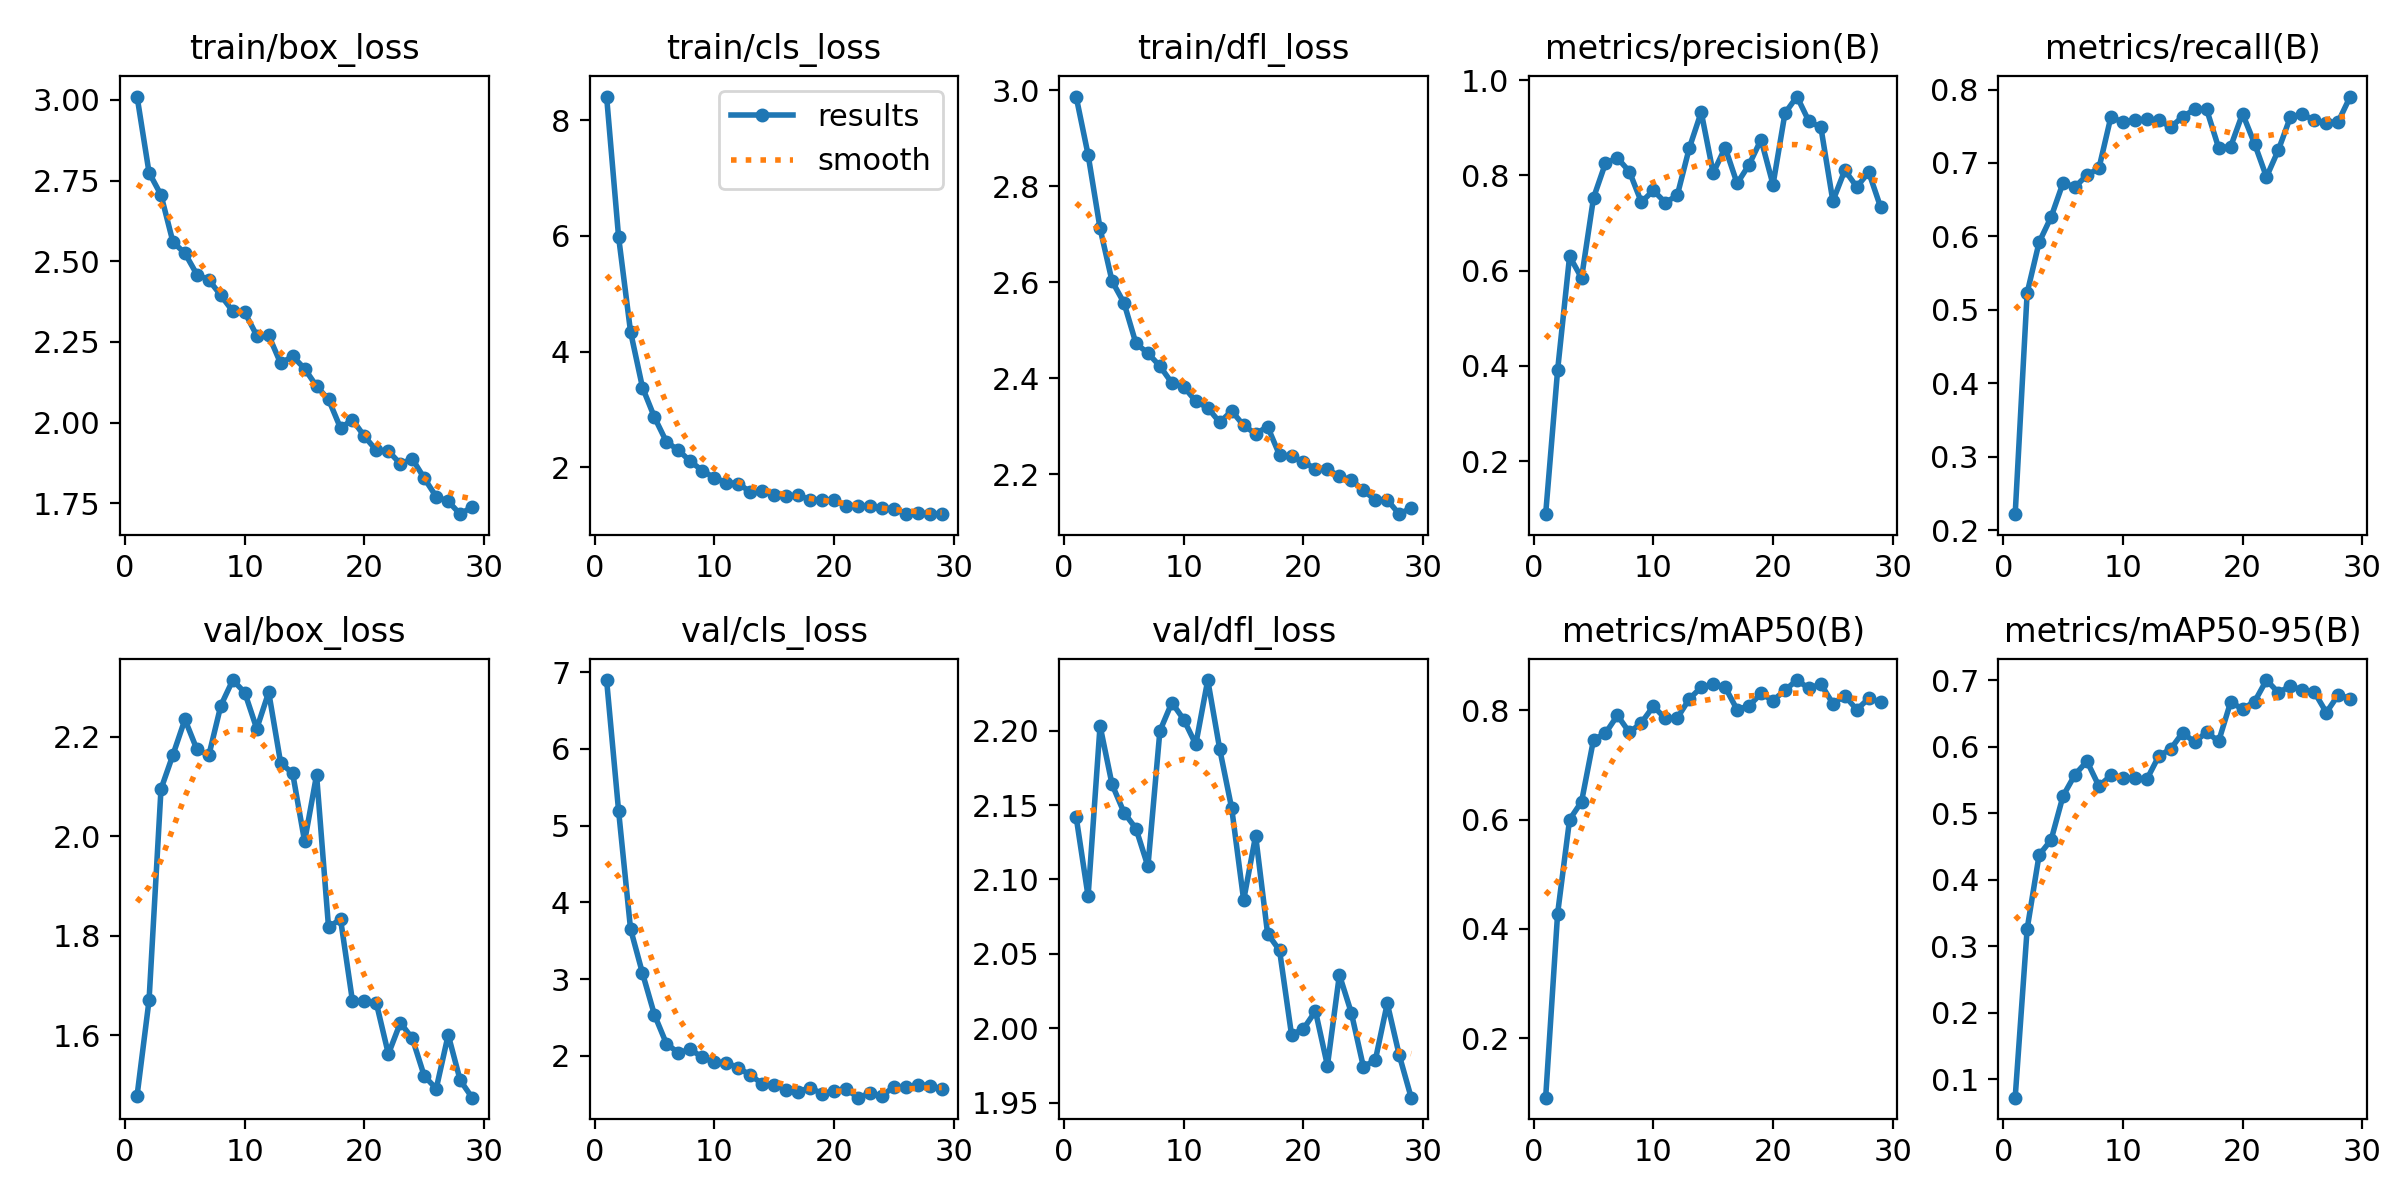 train/box_loss
train/cls_loss
train/dfl_loss
metrics/precision(B)
metrics/recall(B)
3.00
2.75
2.50
2.25
2.00
1.75
0 10 20 30
8
6
4
2
0 10 20 30
results
smooth
3.0
2.8
2.6
2.4
2.2
0 10 20 30
1.0
0.8
0.6
0.4
0.2
0 10 20 30
0.8
0.7
0.6
0.5
0.4
0.3
0.2
0 10 20 30
val/box_loss
val/cls_loss
val/dfl_loss
metrics/mAP50(B)
metrics/mAP50-95(B)
2.2
2.0
1.8
1.6
0 10 20 30
7
6
5
4
3
2
0 10 20 30
2.20
2.15
2.10
2.05
2.00
1.95
0 10 20 30
0.8
0.6
0.4
0.2
0 10 20 30
0.7
0.6
0.5
0.4
0.3
0.2
0.1
0 10 20 30